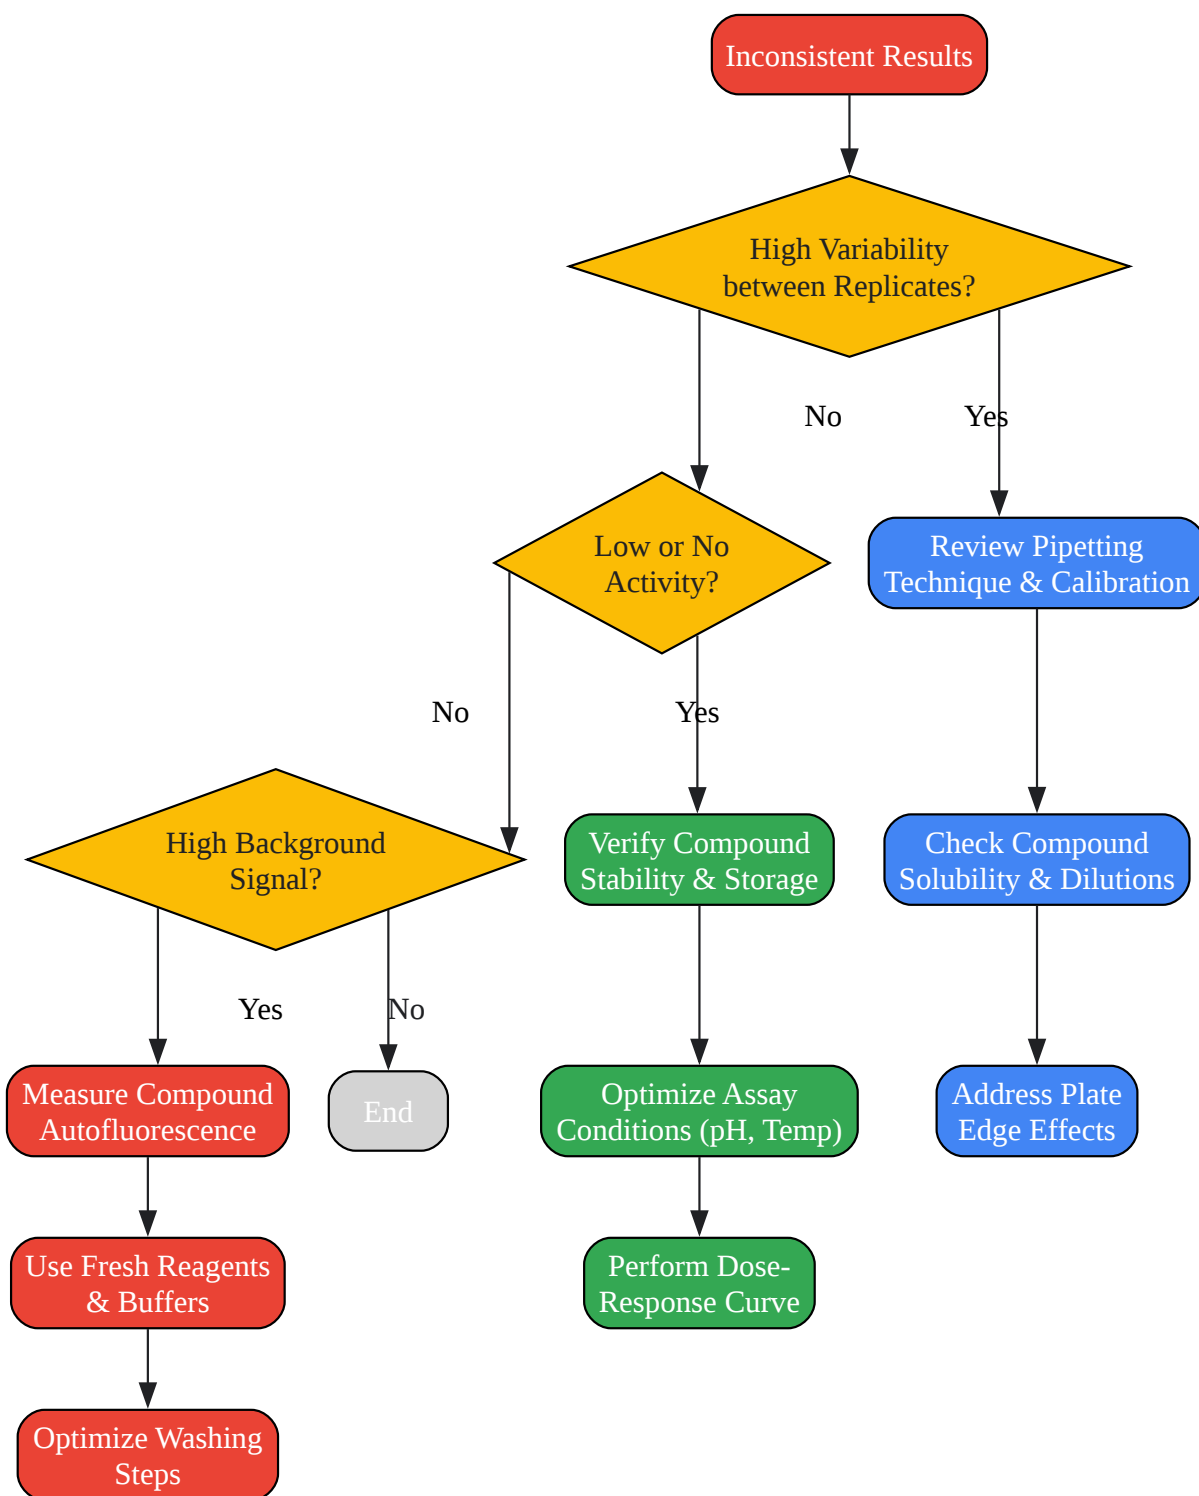 Inconsistent Results
High Variability
between Replicates?
No
Yes
Low or No
Activity?
Review Pipetting
Technique & Calibration
No
Yes
High Background
Signal?
Verify Compound
Stability & Storage
Check Compound
Solubility & Dilutions
Yes
No
Measure Compound
Autofluorescence
End
Optimize Assay
Conditions (pH, Temp)
Address Plate
Edge Effects
Use Fresh Reagents
& Buffers
Perform Dose-
Response Curve
Optimize Washing
Steps